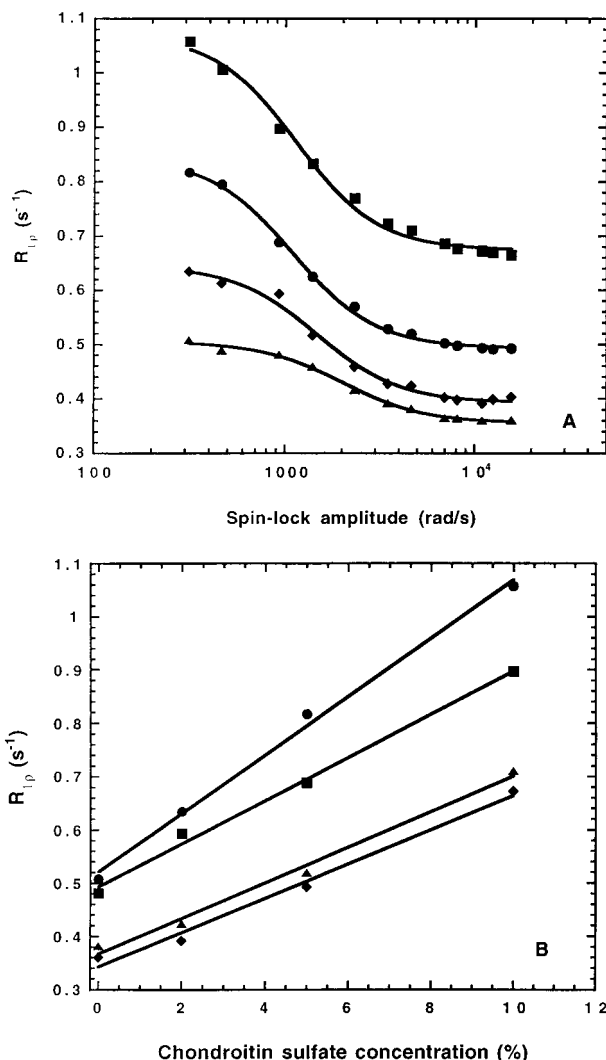 1.1
1
0.9
0.8
0.7
0.6
0.5
0.4
0.3
R1ρ (s-1)
A
100 1000 10^4
Spin-lock amplitude (rad/s)
1.1
1
0.9
0.8
0.7
0.6
0.5
0.4
0.3
R1ρ (s-1)
B
0 2 4 6 8 10 12
Chondroitin sulfate concentration (%)